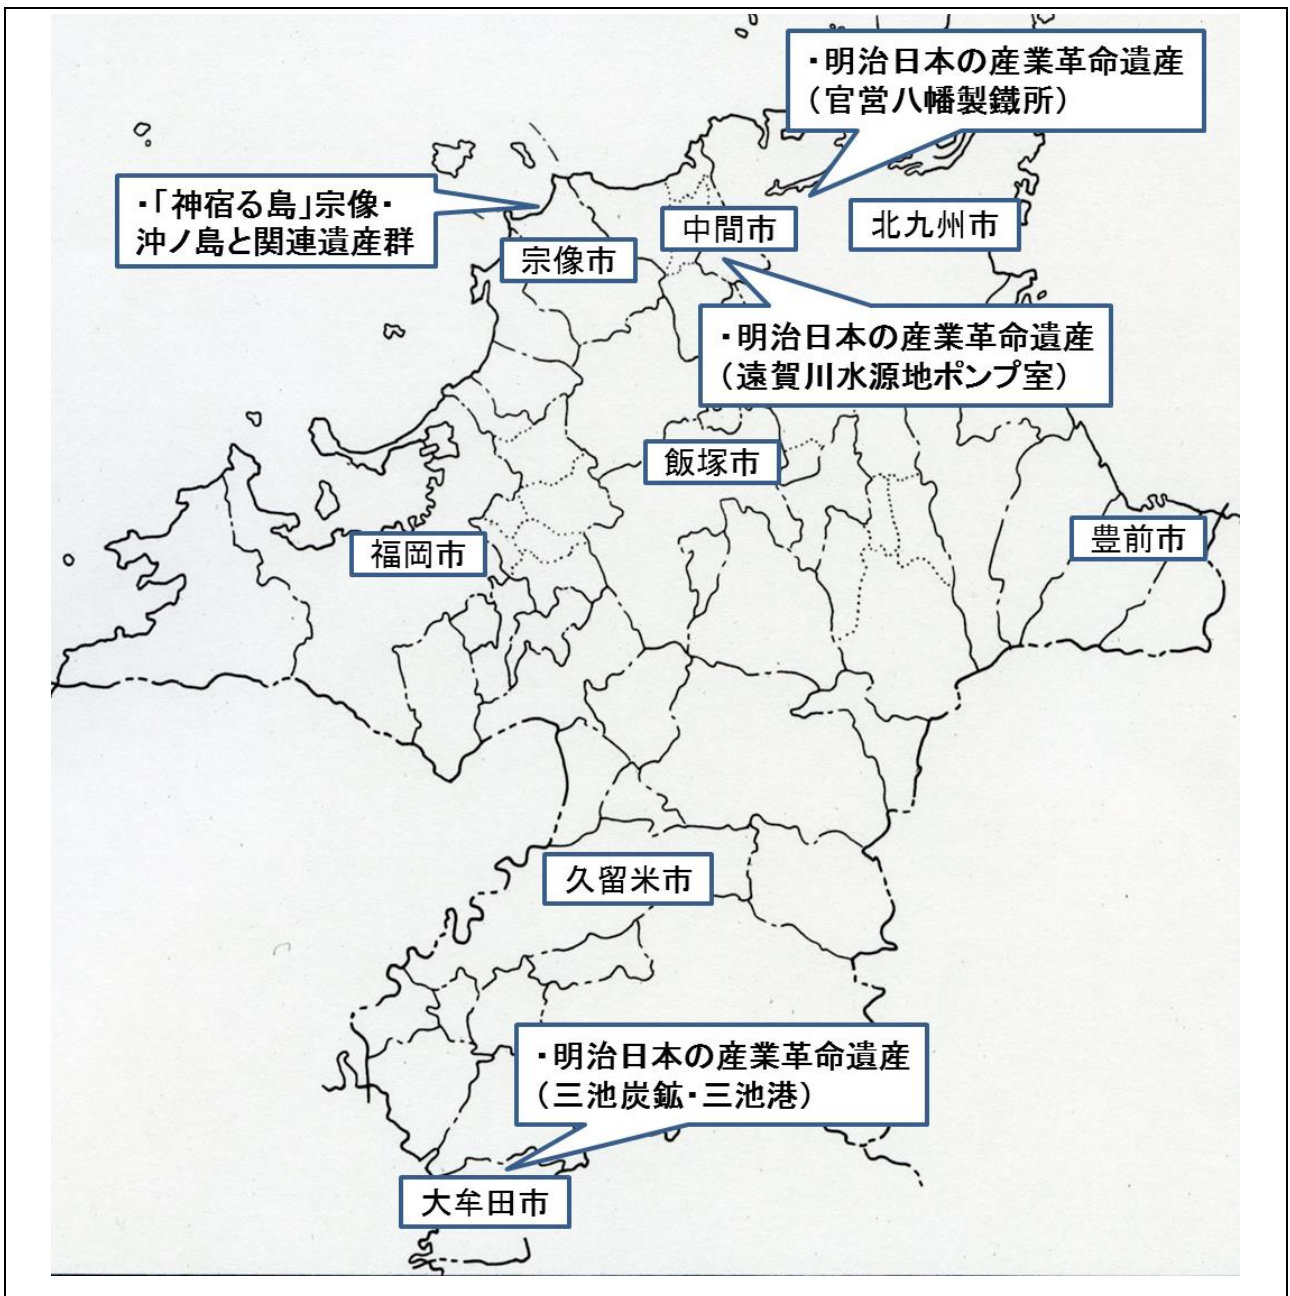 ・明治日本の産業革命遺産
（官営八幡製鐵所）
・「神宿る島」宗像・
沖ノ島と関連遺産群
中間市
北九州市
宗像市
・明治日本の産業革命遺産
（遠賀川水源地ポンプ室）
飯塚市
福岡市
豊前市
久留米市
・明治日本の産業革命遺産
（三池炭鉱・三池港）
大牟田市